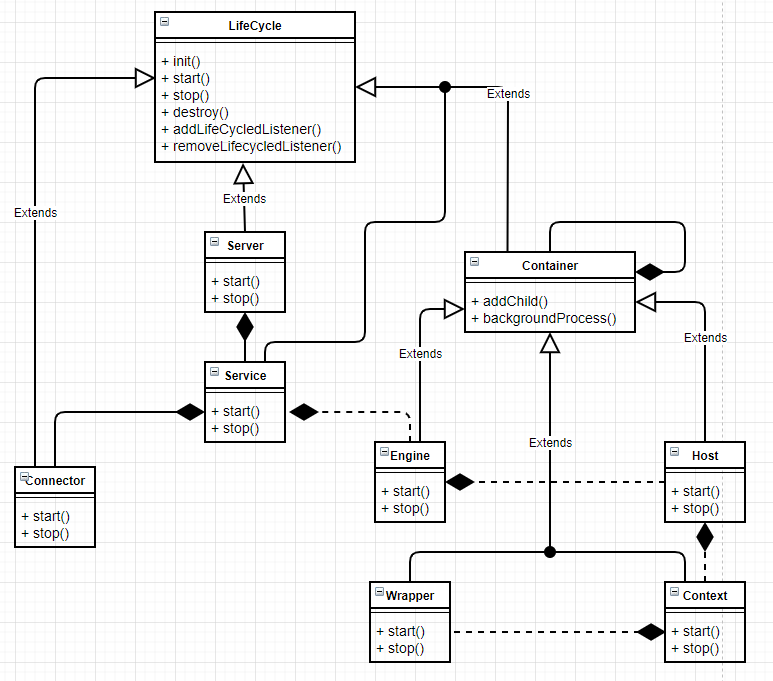 LifeCycle
+ init()
+ start()
+ stop()
+ destroy()
+ addLifeCycledListener()
+ removeLifecycledListener()
Extends
Extends
Extends
Server
+ start()
+ stop()
Container
+ addChild()
+ backgroundProcess()
Extends
Extends
Extends
Service
+ start()
+ stop()
Connector
+ start()
+ stop()
Engine
+ start()
+ stop()
Host
+ start()
+ stop()
Wrapper
+ start()
+ stop()
Context
+ start()
+ stop()